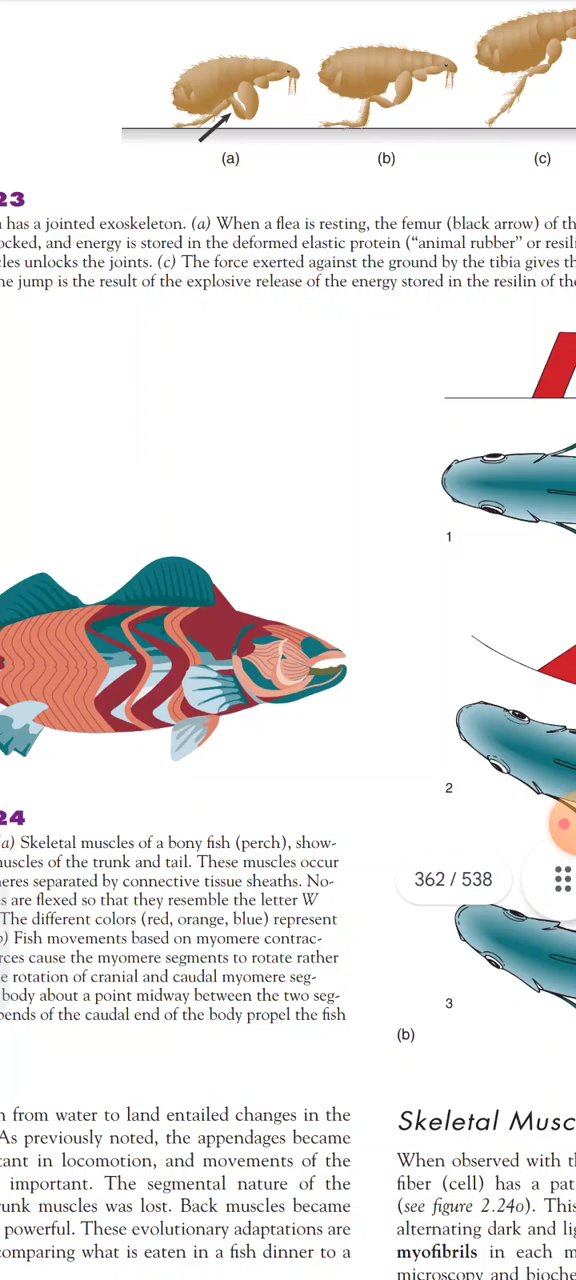 (a)
(b)
(c)
23
has a jointed exoskeleton. (a) When a flea is resting, the femur (black arrow) of th
ocked, and energy is stored in the deformed elastic protein (“animal rubber” or resili
cles unlocks the joints. (c) The force exerted against the ground by the tibia gives th
he jump is the result of the explosive release of the energy stored in the resilin of the
1
2
24
a) Skeletal muscles of a bony fish (perch), show-
muscles of the trunk and tail. These muscles occur
meres separated by connective tissue sheaths. No-
s are flexed so that they resemble the letter W
The different colors (red, orange, blue) represent
b) Fish movements based on myomere contrac-
rces cause the myomere segments to rotate rather
e rotation of cranial and caudal myomere seg-
body about a point midway between the two seg-
bends of the caudal end of the body propel the fish
362 / 538
3
(b)
n from water to land entailed changes in the
As previously noted, the appendages became
tant in locomotion, and movements of the
important. The segmental nature of the
runk muscles was lost. Back muscles became
powerful. These evolutionary adaptations are
comparing what is eaten in a fish dinner to a
Skeletal Musc
When observed with th
fiber (cell) has a pat
(see figure 2.24o). This
alternating dark and lig
myofibrils in each m
microscopy and bioche